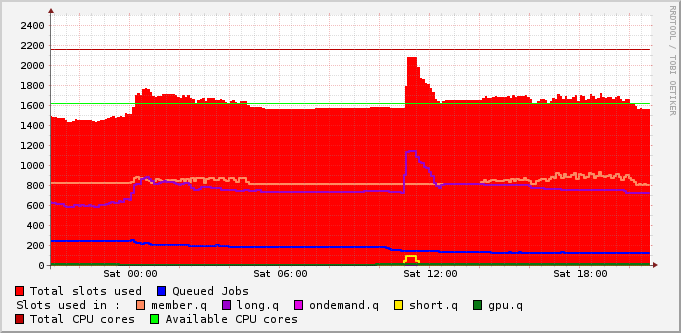 RRDTOOL / TOBI OETIKER
2400
2200
2000
1800
1600
1400
1200
1000
800
600
400
200
0
Sat 00:00 Sat 06:00 Sat 12:00 Sat 18:00
Total slots used Queued Jobs
Slots used in : member.q long.q ondemand.q short.q gpu.q
Total CPU cores Available CPU cores